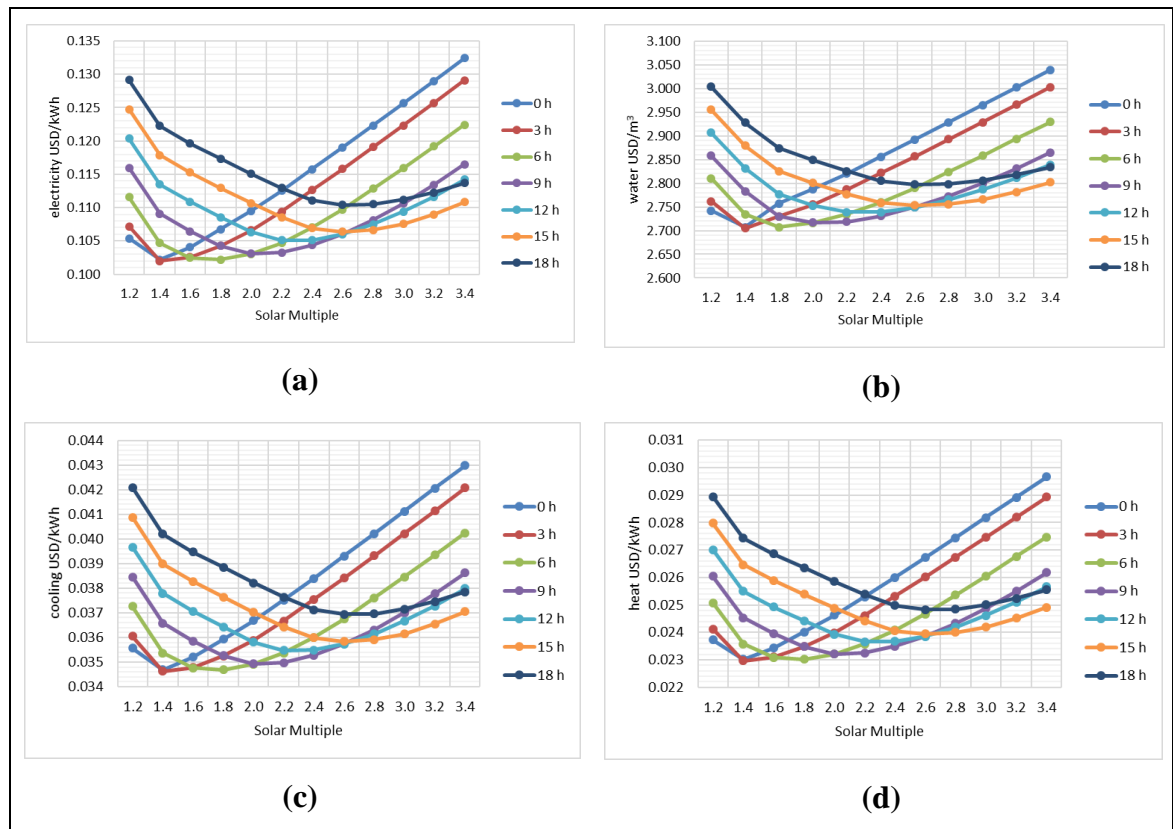 electricity USD/kWh
0.135
0.130
0.125
0.120
0.115
0.110
0.105
0.100
1.2 1.4 1.6 1.8 2.0 2.2 2.4 2.6 2.8 3.0 3.2 3.4
Solar Multiple
0 h
3 h
6 h
9 h
12 h
15 h
18 h
(a)
water USD/m³
3.100
3.050
3.000
2.950
2.900
2.850
2.800
2.750
2.700
2.650
2.600
1.2 1.4 1.8 2.0 2.2 2.4 2.6 2.8 3.0 3.2 3.4
Solar Multiple
0 h
3 h
6 h
9 h
12 h
15 h
18 h
(b)
cooling USD/kWh
0.044
0.043
0.042
0.041
0.040
0.039
0.038
0.037
0.036
0.035
0.034
1.2 1.4 1.6 1.8 2.0 2.2 2.4 2.6 2.8 3.0 3.2 3.4
Solar Multiple
0 h
3 h
6 h
9 h
12 h
15 h
18 h
(c)
heat USD/kWh
0.031
0.030
0.029
0.028
0.027
0.026
0.025
0.024
0.023
0.022
1.2 1.4 1.6 1.8 2.0 2.2 2.4 2.6 2.8 3.0 3.2 3.4
Solar Multiple
0 h
3 h
6 h
9 h
12 h
15 h
18 h
(d)